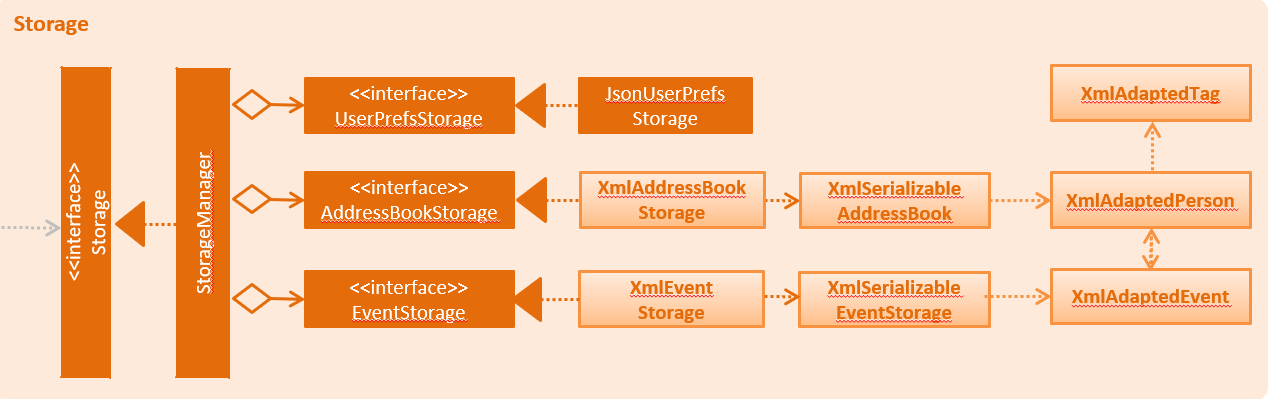 Storage
<<interface>>
Storage
StorageManager
<<interface>>
UserPrefsStorage
JsonUserPrefs
Storage
<<interface>>
AddressBookStorage
XmlAddressBook
Storage
XmlSerializable
AddressBook
<<interface>>
EventStorage
XmlEvent
Storage
XmlSerializable
EventStorage
XmlAdaptedTag
XmlAdaptedPerson
XmlAdaptedEvent